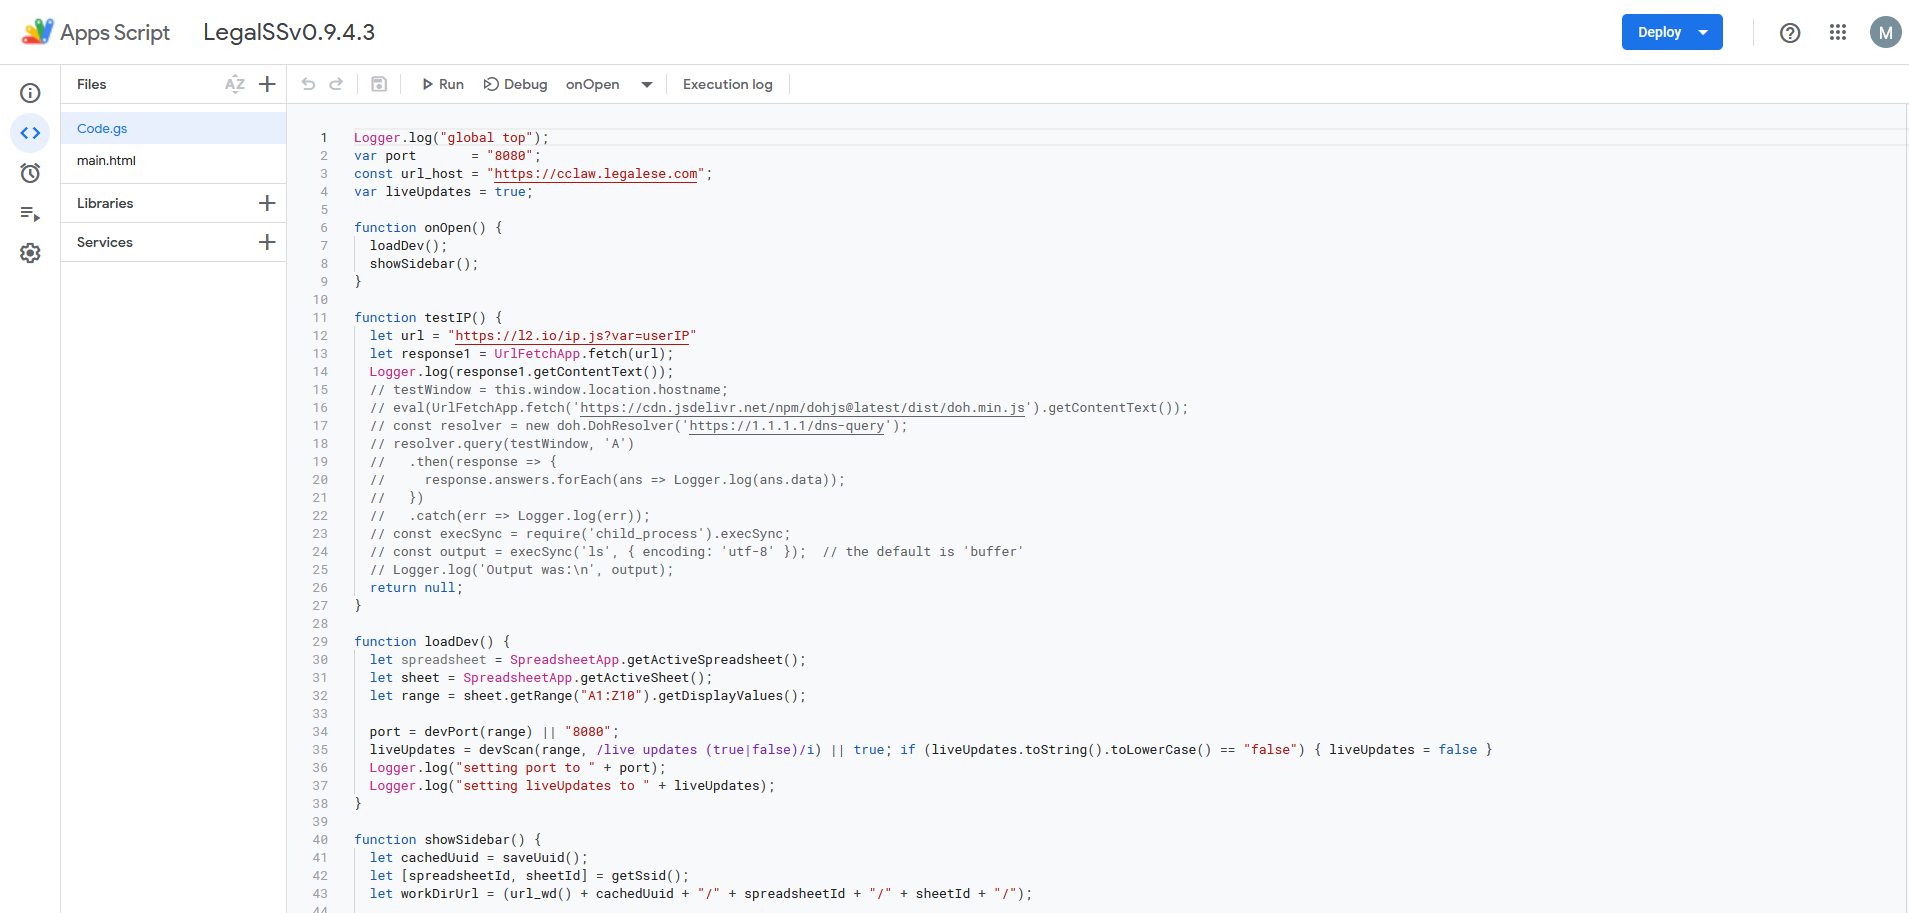 Apps Script
LegalSSv0.9.4.3
Deploy
M
Files
AZ
Run
Debug
onOpen
Execution log
Code.gs
main.html
Libraries
Services
1 Logger.log("global top");
2 var port       = "8080";
3 const url_host = "https://cclaw.legalese.com";
4 var liveUpdates = true;
5
6 function onOpen() {
7   loadDev();
8   showSidebar();
9 }
10
11 function testIP() {
12   let url = "https://l2.io/ip.js?var=userIP"
13   let response1 = UrlFetchApp.fetch(url);
14   Logger.log(response1.getContentText());
15   // testWindow = this.window.location.hostname;
16   // eval(UrlFetchApp.fetch('https://cdn.jsdelivr.net/npm/dohjs@latest/dist/doh.min.js').getContentText());
17   // const resolver = new doh.DohResolver('https://1.1.1.1/dns-query');
18   // resolver.query(testWindow, 'A')
19   //   .then(response => {
20   //     response.answers.forEach(ans => Logger.log(ans.data));
21   //   })
22   //   .catch(err => Logger.log(err));
23   // const execSync = require('child_process').execSync;
24   // const output = execSync('ls', { encoding: 'utf-8' });  // the default is 'buffer'
25   // Logger.log('Output was:\n', output);
26   return null;
27 }
28
29 function loadDev() {
30   let spreadsheet = SpreadsheetApp.getActiveSpreadsheet();
31   let sheet = SpreadsheetApp.getActiveSheet();
32   let range = sheet.getRange("A1:Z10").getDisplayValues();
33
34   port = devPort(range) || "8080";
35   liveUpdates = devScan(range, /live updates (true|false)/i) || true; if (liveUpdates.toString().toLowerCase() == "false") { liveUpdates = false }
36   Logger.log("setting port to " + port);
37   Logger.log("setting liveUpdates to " + liveUpdates);
38 }
39
40 function showSidebar() {
41   let cachedUuid = saveUuid();
42   let [spreadsheetId, sheetId] = getSsid();
43   let workDirUrl = (url_wd() + cachedUuid + "/" + spreadsheetId + "/" + sheetId + "/");
44